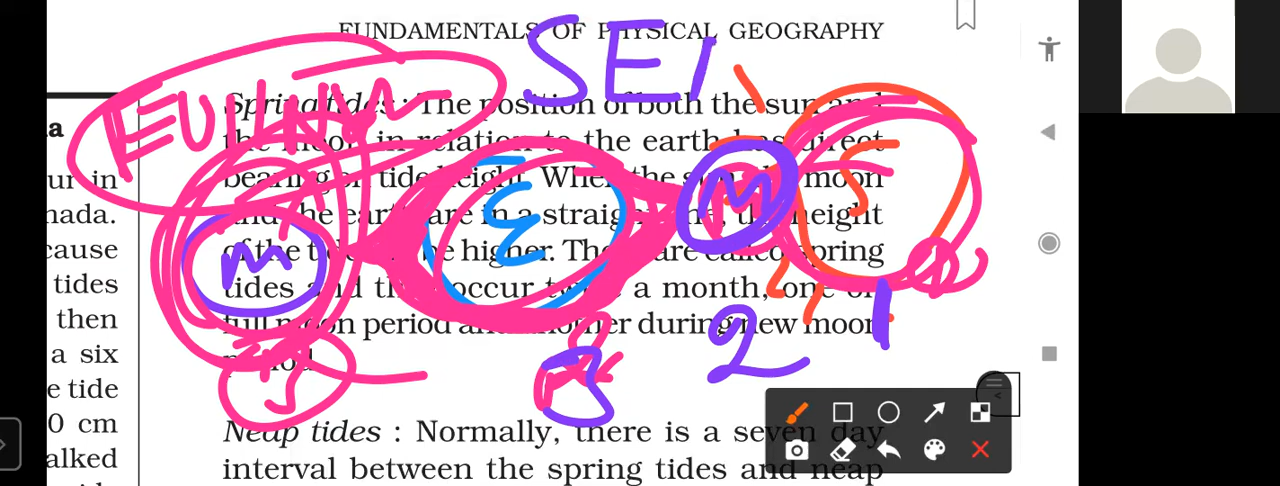 FUNDAMENTALS OF PHYSICAL GEOGRAPHY
SEI
FULL
Spring tides : The position of both the sun and
the moon in relation to the earth has direct
bearing on tide height. When the sun, the moon
and the earth are in a straight line, the height
of the tide will be higher. These are called spring
tides and they occur twice a month, one on
full moon period and another during new moon
period.
Neap tides : Normally, there is a seven day
interval between the spring tides and neap
a
ur in
nada.
cause
tides
then
a six
e tide
0 cm
alked
M
E
M
S
1
2
3